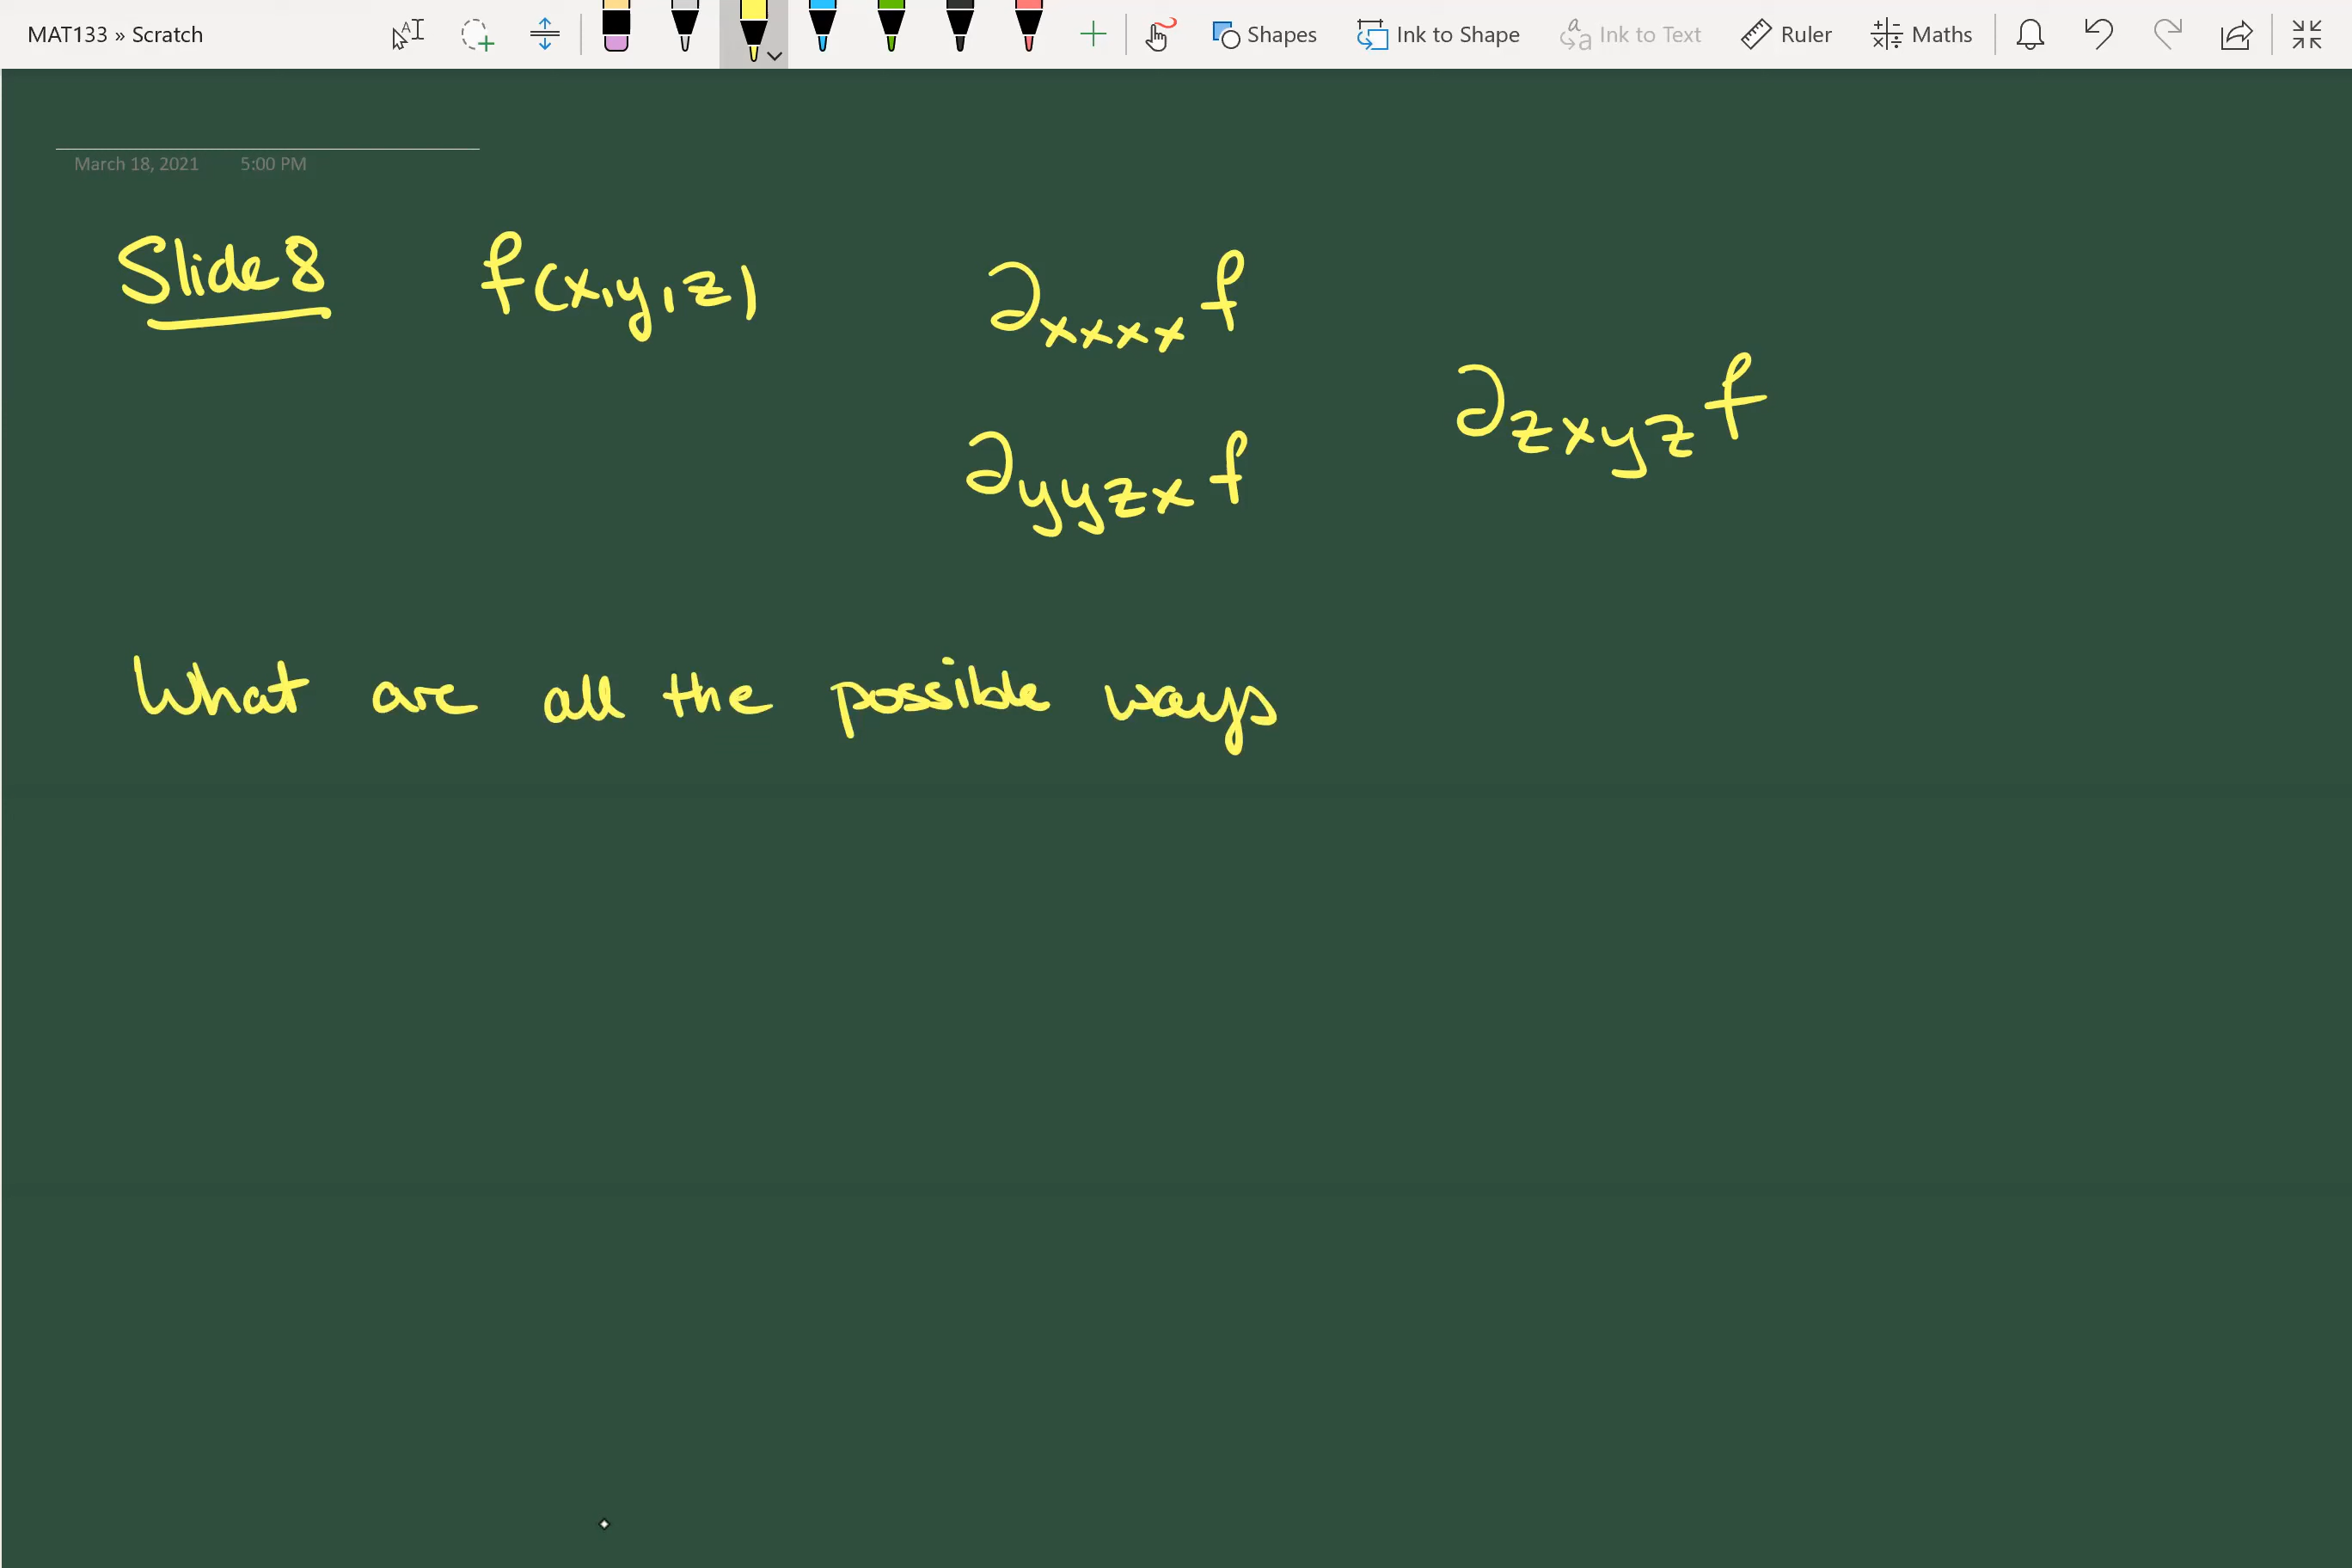 MAT133 » Scratch Shapes Ink to Shape Ink to Text Ruler Maths
March 18, 2021 5:00 PM
Slide 8 f(x,y,z) ∂xxxx f
∂zxyz f
∂yyzx f
What are all the possible ways